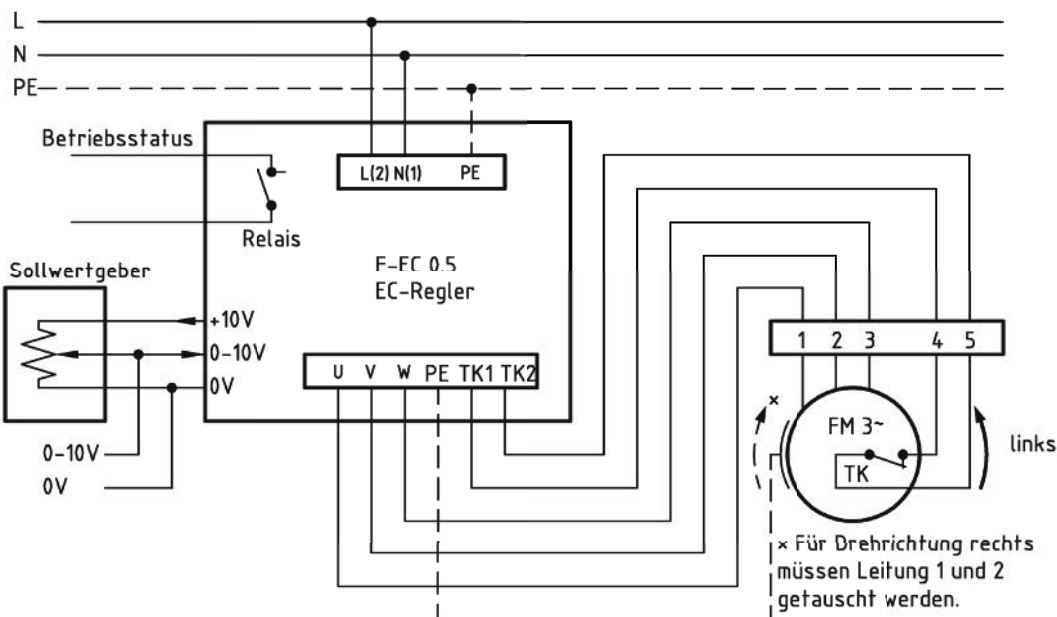 L
N
PE
Betriebsstatus
L(2) N(1) PE
Relais
Sollwertgeber
E-EC 0.5
EC-Regler
+10V
0-10V
0V
U V W PE TK1 TK2
0-10V
0V
1 2 3 4 5
×
FM 3~
TK
links
× Für Drehrichtung rechts
müssen Leitung 1 und 2
getauscht werden.